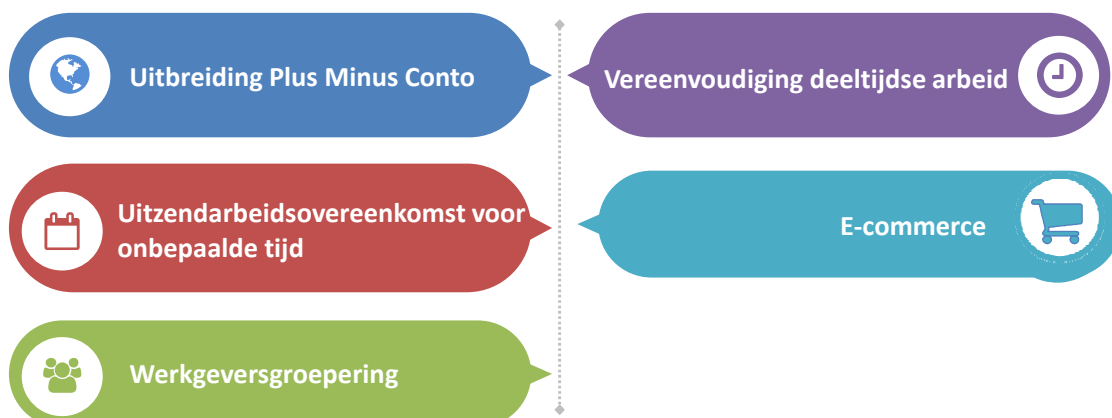 Uitbreiding Plus Minus Conto
Vereenvoudiging deeltijdse arbeid
Uitzendarbeidsovereenkomst voor
onbepaalde tijd
E-commerce
Werkgeversgroepering